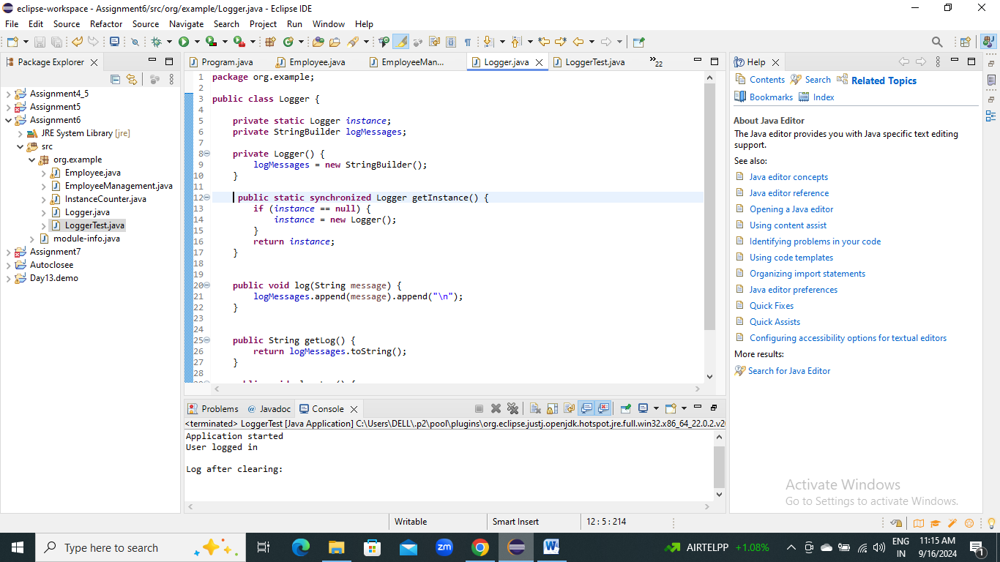 eclipse-workspace - Assignment6/src/org/example/Logger.java - Eclipse IDE
File Edit Source Refactor Source Navigate Search Project Run Window Help
Package Explorer
Assignment4_5
Assignment5
Assignment6
JRE System Library [jre]
src
org.example
Employee.java
EmployeeManagement.java
InstanceCounter.java
Logger.java
LoggerTest.java
module-info.java
Assignment7
Autoclosee
Day13.demo
Program.java Employee.java EmployeeMan... Logger.java LoggerTest.java »22
1 package org.example;
2
3 public class Logger {
4
5 private static Logger instance;
6 private StringBuilder logMessages;
7
8 private Logger() {
9 logMessages = new StringBuilder();
10 }
11
12 public static synchronized Logger getInstance() {
13 if (instance == null) {
14 instance = new Logger();
15 }
16 return instance;
17 }
18
19
20 public void log(String message) {
21 logMessages.append(message).append("\n");
22 }
23
24
25 public String getLog() {
26 return logMessages.toString();
27 }
28
Problems Javadoc Console
<terminated> LoggerTest [Java Application] C:\Users\DELL\.p2\pool\plugins\org.eclipse.justj.openjdk.hotspot.jre.full.win32.x86_64_22.0.2.v2
Application started
User logged in
Log after clearing:
Help
Contents Search Related Topics
Bookmarks Index
About Java Editor
The Java editor provides you with Java specific text editing
support.
See also:
Java editor concepts
Java editor reference
Opening a Java editor
Using content assist
Identifying problems in your code
Using code templates
Organizing import statements
Java editor preferences
Quick Fixes
Quick Assists
Configuring accessibility options for textual editors
More results:
Search for Java Editor
Activate Windows
Go to Settings to activate Windows.
Writable Smart Insert 12 : 5 : 214
Type here to search
zm
W
AIRTELPP +1.08%
ENG
IN
11:15 AM
9/16/2024
1